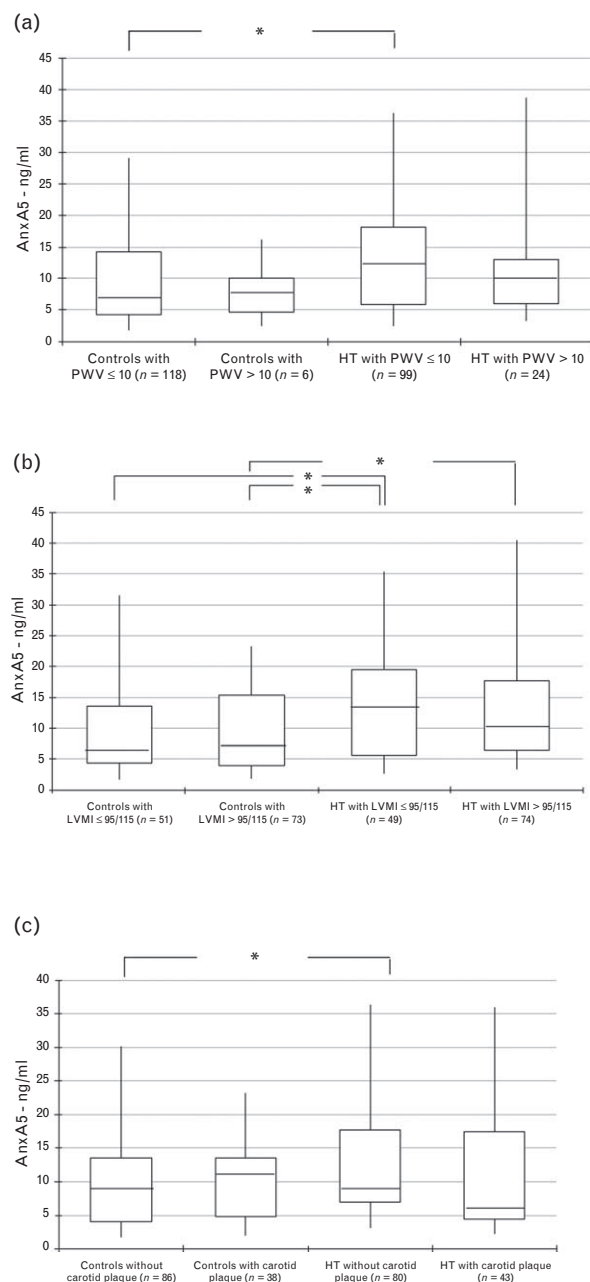 (a)
*
45
40
35
30
25
20
15
10
5
0
AnxA5 - ng/ml
Controls with
PWV ≤ 10 (n = 118)
Controls with
PWV > 10 (n = 6)
HT with PWV ≤ 10
(n = 99)
HT with PWV > 10
(n = 24)
(b)
*
*
*
45
40
35
30
25
20
15
10
5
0
AnxA5 - ng/ml
Controls with
LVMI ≤ 95/115 (n = 51)
Controls with
LVMI > 95/115 (n = 73)
HT with LVMI ≤ 95/115
(n = 49)
HT with LVMI > 95/115
(n = 74)
(c)
*
40
35
30
25
20
15
10
5
0
AnxA5 - ng/ml
Controls without
carotid plaque (n = 86)
Controls with carotid
plaque (n = 38)
HT without carotid
plaque (n = 80)
HT with carotid plaque
(n = 43)